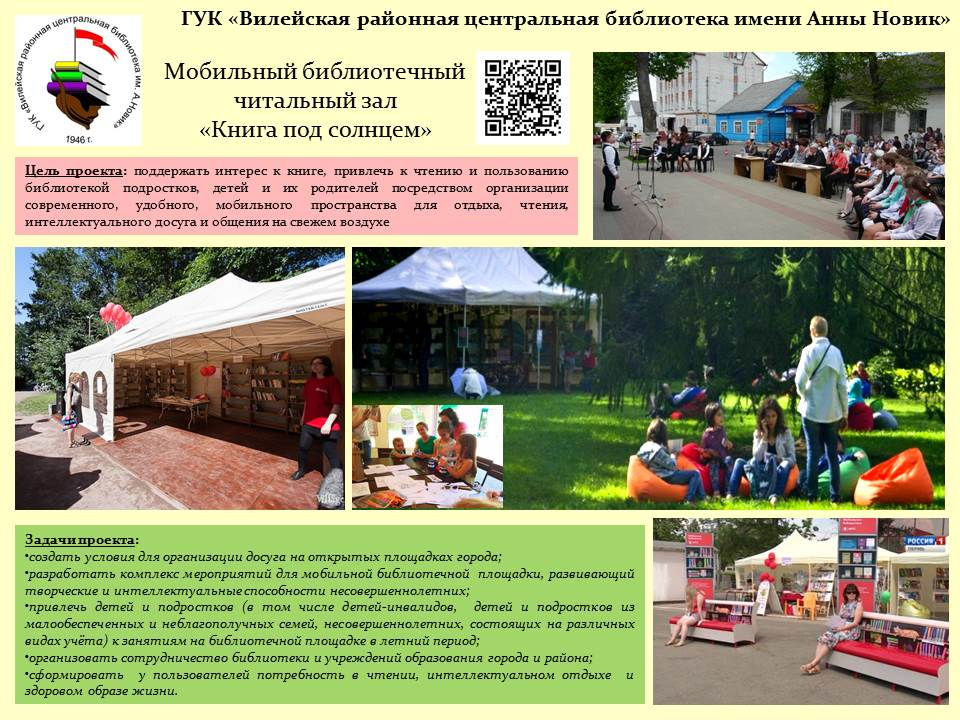 ГУК «Вилейская районная центральная библиотека имени Анны Новик»
ГУК «Вилейская районная центральная библиотека им. А.Новик»
1946 г.
Мобильный библиотечный
читальный зал
«Книга под солнцем»
Цель проекта: поддержать интерес к книге, привлечь к чтению и пользованию
библиотекой подростков, детей и их родителей посредством организации
современного, удобного, мобильного пространства для отдыха, чтения,
интеллектуального досуга и общения на свежем воздухе
Village
Задачи проекта:
•создать условия для организации досуга на открытых площадках города;
•разработать комплекс мероприятий для мобильной библиотечной площадки, развивающий
творческие и интеллектуальные способности несовершеннолетних;
•привлечь детей и подростков (в том числе детей-инвалидов, детей и подростков из
малообеспеченных и неблагополучных семей, несовершеннолетних, состоящих на различных
видах учёта) к занятиям на библиотечной площадке в летний период;
•организовать сотрудничество библиотеки и учреждений образования города и района;
•сформировать у пользователей потребность в чтении, интеллектуальном отдыхе и
здоровом образе жизни.
РОССИЯ 1
ПЕРМЬ